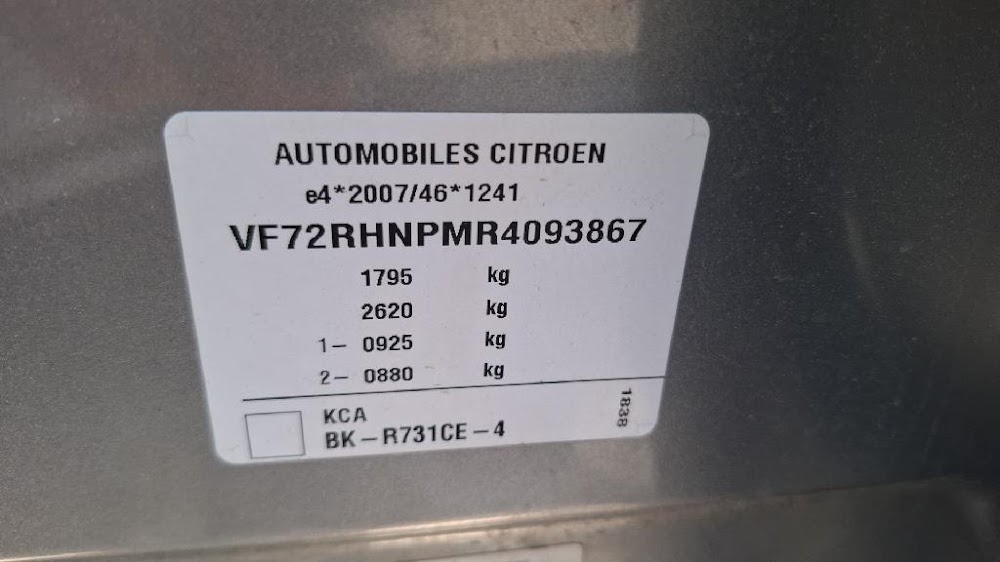 AUTOMOBILES CITROEN
e4*2007/46*1241
VF72RHNPMR4093867
1795 kg
2620 kg
1- 0925 kg
2- 0880 kg
KCA
BK-R731CE-4
1838